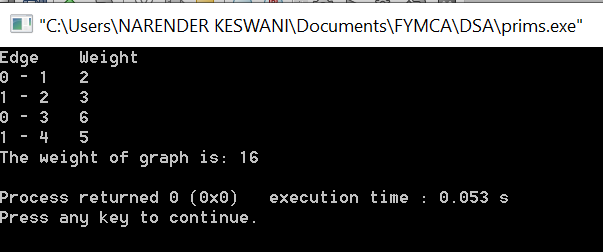 "C:\Users\NARENDER KESWANI\Documents\FYMCA\DSA\prims.exe"
Edge    Weight
0 - 1   2
1 - 2   3
0 - 3   6
1 - 4   5
The weight of graph is: 16

Process returned 0 (0x0)   execution time : 0.053 s
Press any key to continue.